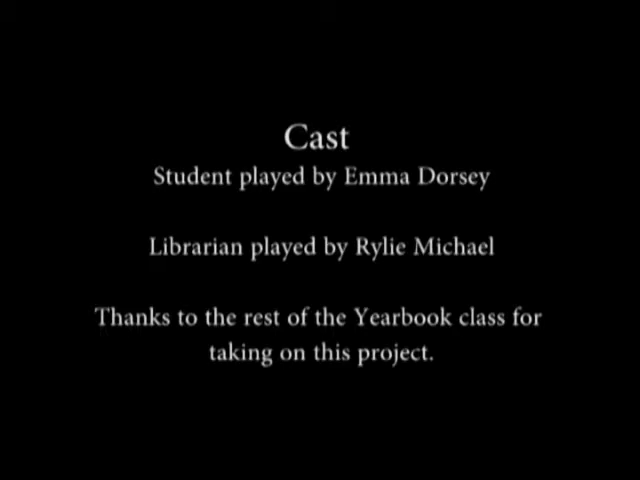 Cast
Student played by Emma Dorsey
Librarian played by Rylie Michael
Thanks to the rest of the Yearbook class for
taking on this project.